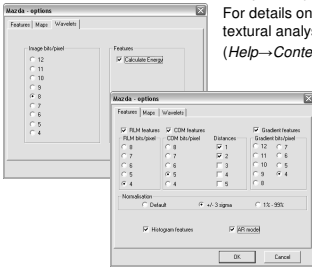 Mazda - options
Features Maps Wavelets
Image bits/pixel
12
11
10
9
8
7
6
5
4
Features
Calculate Energy
For details on
textural analys
(Help→Conte
Mazda - options
Features Maps Wavelets
RLM features COM features Gradient features
RLM bits/pixel COM bits/pixel Distances Gradient bits/pixel
8 8 1 12 7
7 7 2 11 6
6 6 3 10 5
5 5 4 9 4
4 4 5 8
Normalisation
Default +/- 3 sigma 1% - 99%
Histogram features AR model
OK Cancel